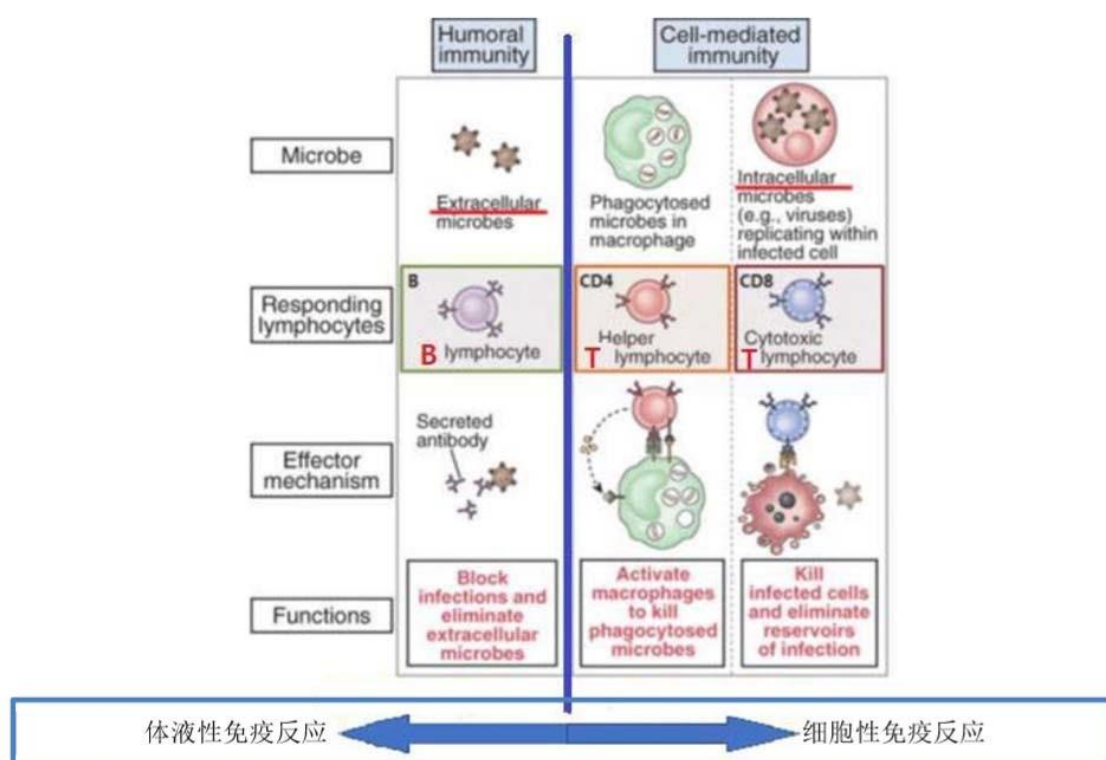 Humoral
immunity
Cell-mediated
immunity
Microbe
Extracellular
microbes
Phagocytosed
microbes in
macrophage
Intracellular
microbes
(e.g., viruses)
replicating within
infected cell
Responding
lymphocytes
B
B lymphocyte
CD4
Helper
T lymphocyte
CD8
Cytotoxic
T lymphocyte
Effector
mechanism
Secreted
antibody
Functions
Block
infections and
eliminate
extracellular
microbes
Activate
macrophages
to kill
phagocytosed
microbes
Kill
infected cells
and eliminate
reservoirs
of infection
体液性免疫反应
细胞性免疫反应